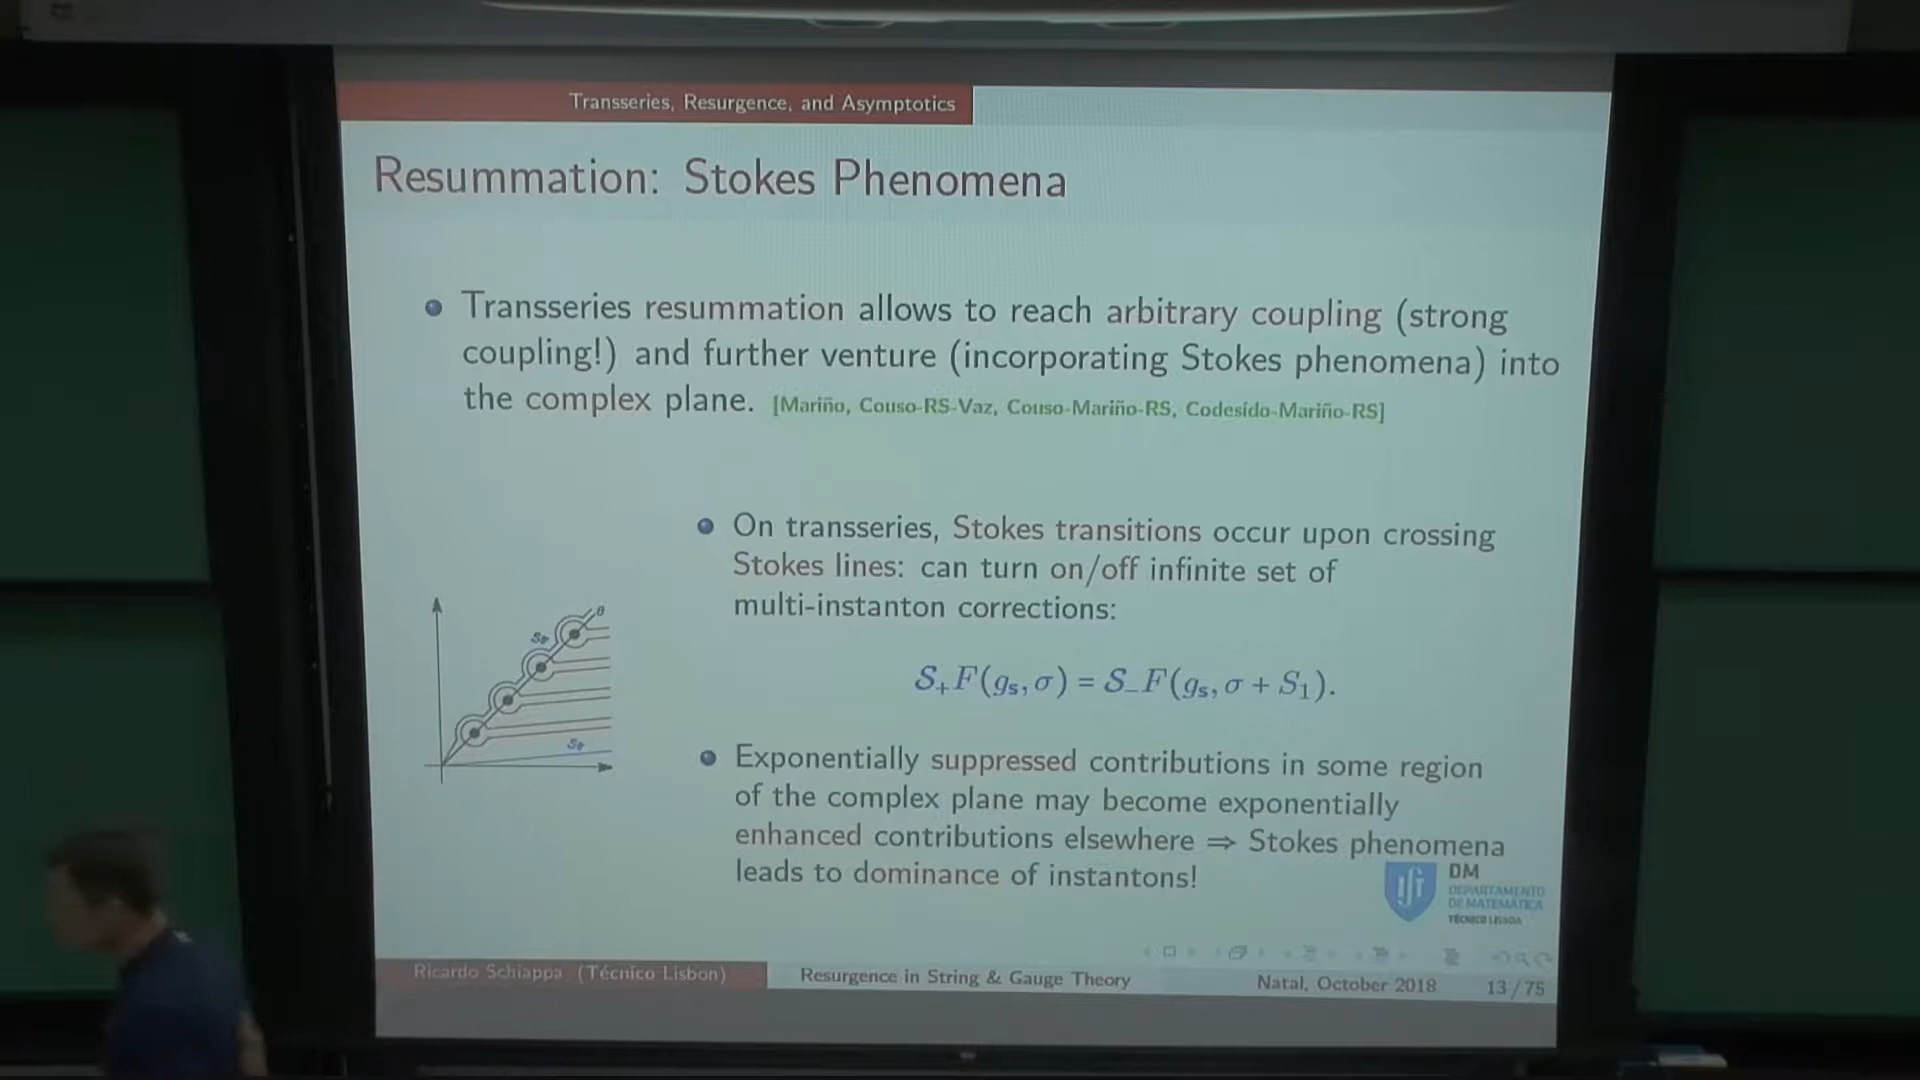 Transseries, Resurgence, and Asymptotics
Resummation: Stokes Phenomena
Transseries resummation allows to reach arbitrary coupling (strong
coupling!) and further venture (incorporating Stokes phenomena) into
the complex plane. [Mariño, Couso-RS-Vaz, Couso-Mariño-RS, Codesido-Mariño-RS]
On transseries, Stokes transitions occur upon crossing
Stokes lines: can turn on/off infinite set of
multi-instanton corrections:
S₊F(gₛ, σ) = S₋F(gₛ, σ + S₁).
θ
Exponentially suppressed contributions in some region
of the complex plane may become exponentially
enhanced contributions elsewhere ⇒ Stokes phenomena
leads to dominance of instantons!
DM
DEPARTAMENTO
DE MATEMÁTICA
TÉCNICO LISBOA
Ricardo Schiappa (Técnico Lisbon)
Resurgence in String & Gauge Theory
Natal, October 2018
13 / 75